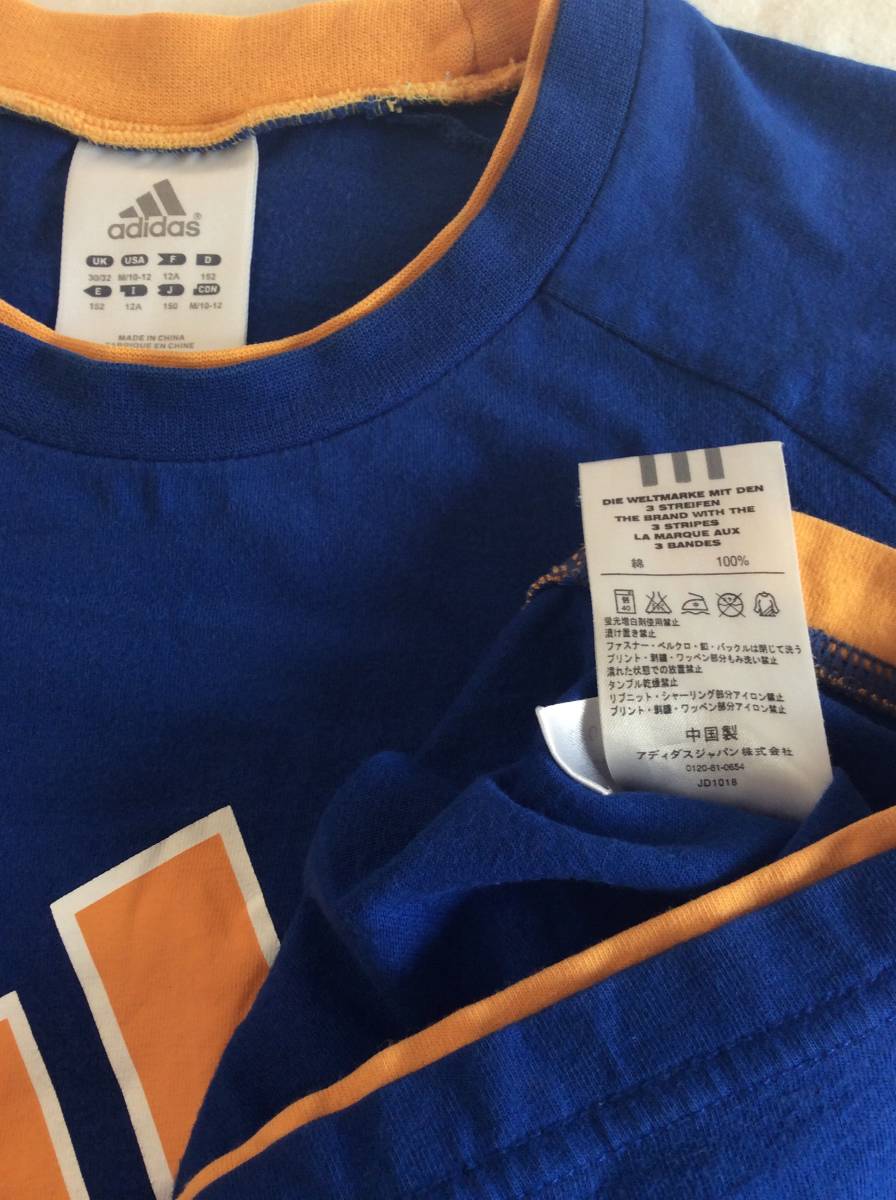 adidas®
UK USA F D
30/32 M/10-12 12A 152
E I J CDN
152 12A 150 M/10-12
MADE IN CHINA
FABRIQUE EN CHINE
DIE WELTMARKE MIT DEN
3 STREIFEN
THE BRAND WITH THE
3 STRIPES
LA MARQUE AUX
3 BANDES
綿 100%
弱
40
蛍光増白剤使用禁止
漬け置き禁止
ファスナー・ベルクロ・釦・バックルは閉じて洗う
プリント・刺繍・ワッペン部分もみ洗い禁止
濡れた状態での放置禁止
タンブル乾燥禁止
リブニット・シャーリング部分アイロン禁止
プリント・刺繍・ワッペン部分アイロン禁止
中国製
アディダスジャパン株式会社
0120-81-0654
JD1018